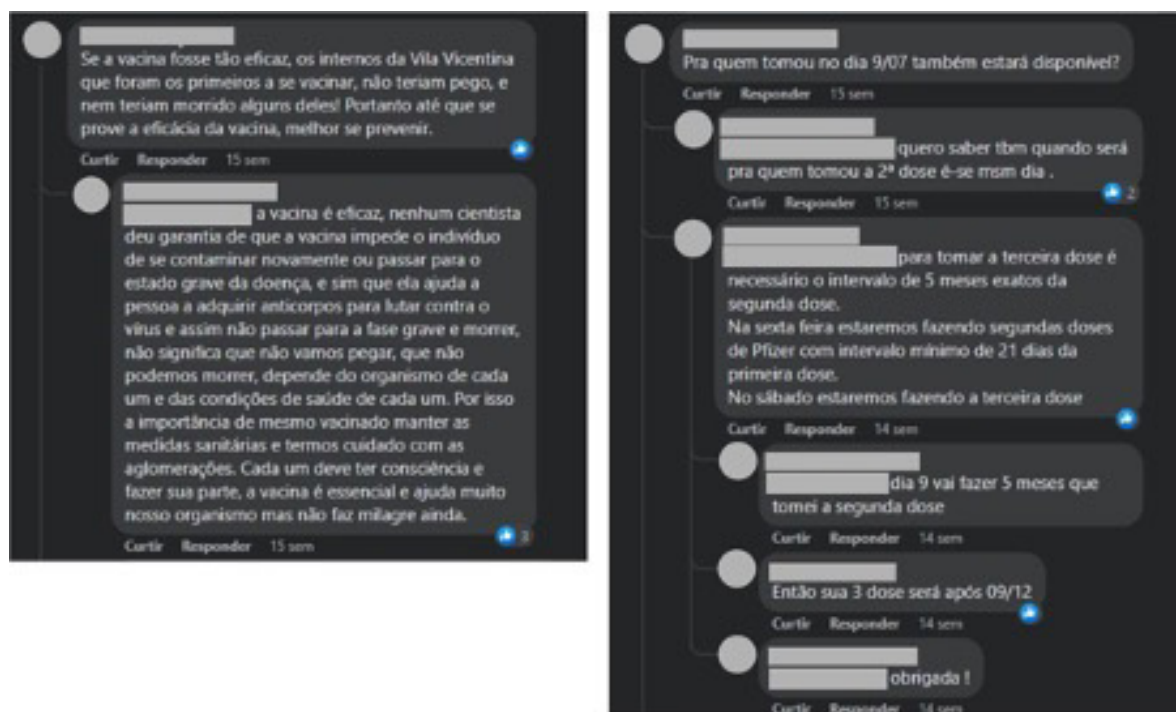 Se a vacina fosse tão eficaz, os internos da Vila Vicentina
que foram os primeiros a se vacinar, não teriam pego, e
nem teriam morrido alguns deles! Portanto até que se
prove a eficácia da vacina, melhor se prevenir.
Curtir Responder 15 sem
a vacina é eficaz, nenhum cientista
deu garantia de que a vacina impede o indivíduo
de se contaminar novamente ou passar para o
estado grave da doença, e sim que ela ajuda a
pessoa a adquirir anticorpos para lutar contra o
vírus e assim não passar para a fase grave e morrer,
não significa que não vamos pegar, que não
podemos morrer, depende do organismo de cada
um e das condições de saúde de cada um. Por isso
a importância de mesmo vacinado manter as
medidas sanitárias e termos cuidado com as
aglomerações. Cada um deve ter consciência e
fazer sua parte, a vacina é essencial e ajuda muito
nosso organismo mas não faz milagre ainda.
3
Curtir Responder 15 sem
Pra quem tomou no dia 9/07 também estará disponível?
Curtir Responder 15 sem
quero saber tbm quando será
pra quem tomou a 2ª dose é-se msm dia .
2
Curtir Responder 15 sem
para tomar a terceira dose é
necessário o intervalo de 5 meses exatos da
segunda dose.
Na sexta feira estaremos fazendo segundas doses
de Pfizer com intervalo mínimo de 21 dias da
primeira dose.
No sábado estaremos fazendo a terceira dose
Curtir Responder 14 sem
dia 9 vai fazer 5 meses que
tomei a segunda dose
Curtir Responder 14 sem
Então sua 3 dose será após 09/12
Curtir Responder 14 sem
obrigada !
Curtir Responder 14 sem